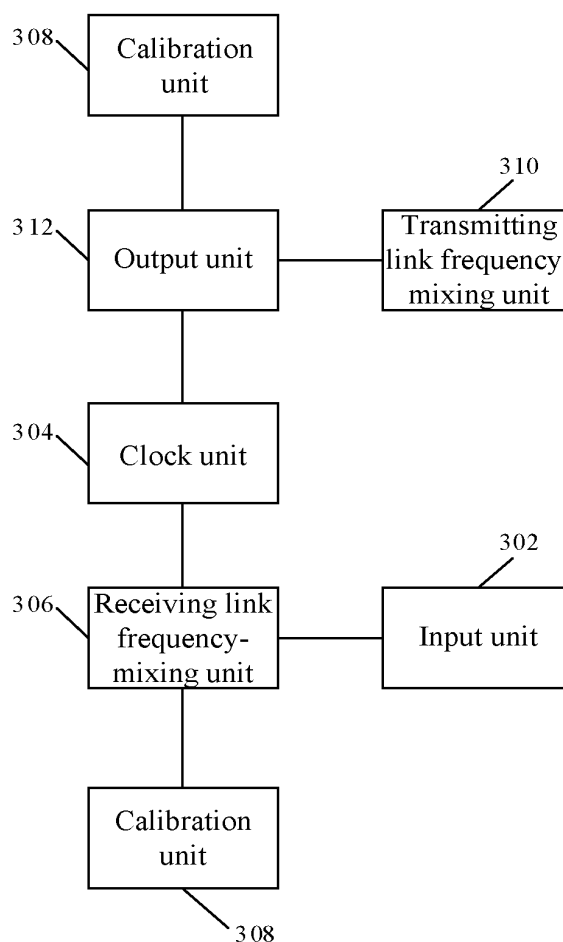 308
Calibration
unit
310
312
Output unit
Transmitting
link frequency
mixing unit
304
Clock unit
302
306
Receiving link
frequency-
mixing unit
Input unit
Calibration
unit
308